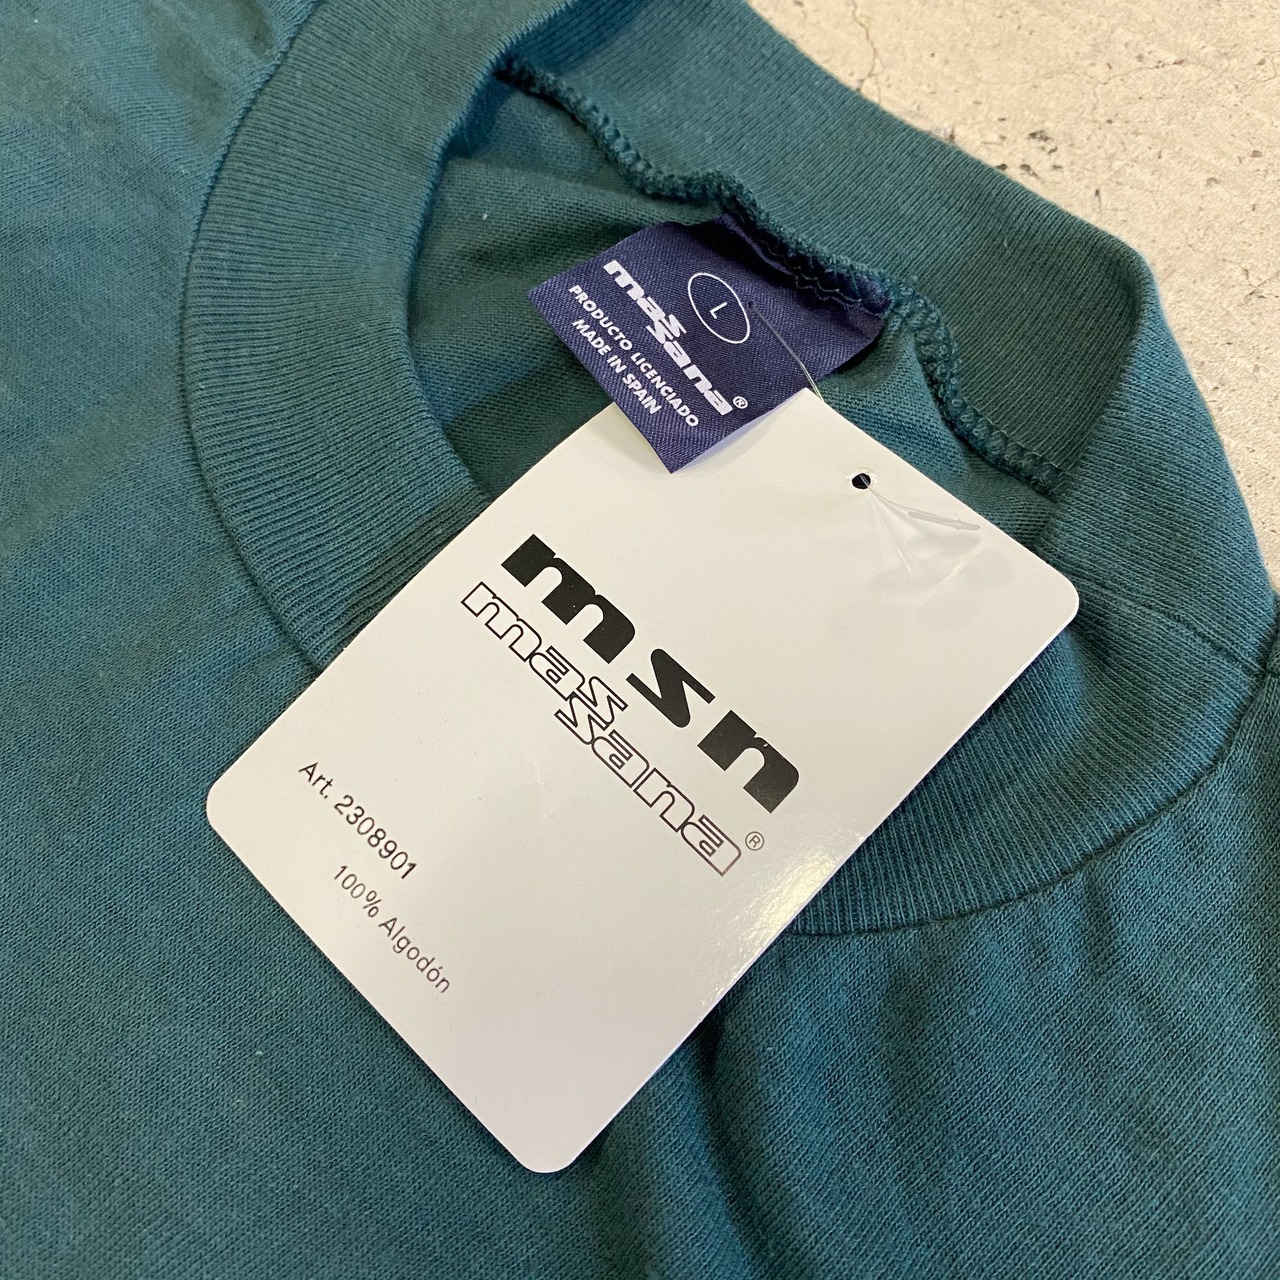 L
massana®
PRODUCTO LICENCIADO
MADE IN SPAIN
msn
massana®
Art. 2308901
100% Algodón